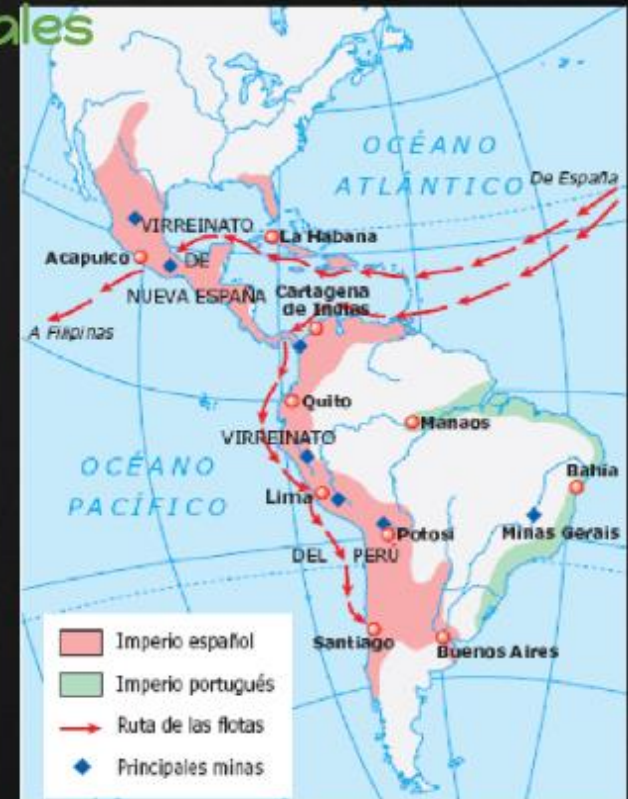 ales
OCÉANO
ATLÁNTICO
De España
VIRREINATO
La Habana
Acapulco
DE
NUEVA ESPAÑA
Cartagena
de Indias
A Filipinas
Quito
Manaos
VIRREINATO
OCÉANO
PACÍFICO
Bahía
Lima
Minas Gerais
Potosí
DEL PERÚ
Santiago
Buenos Aires
Imperio español
Imperio portugués
Ruta de las flotas
Principales minas